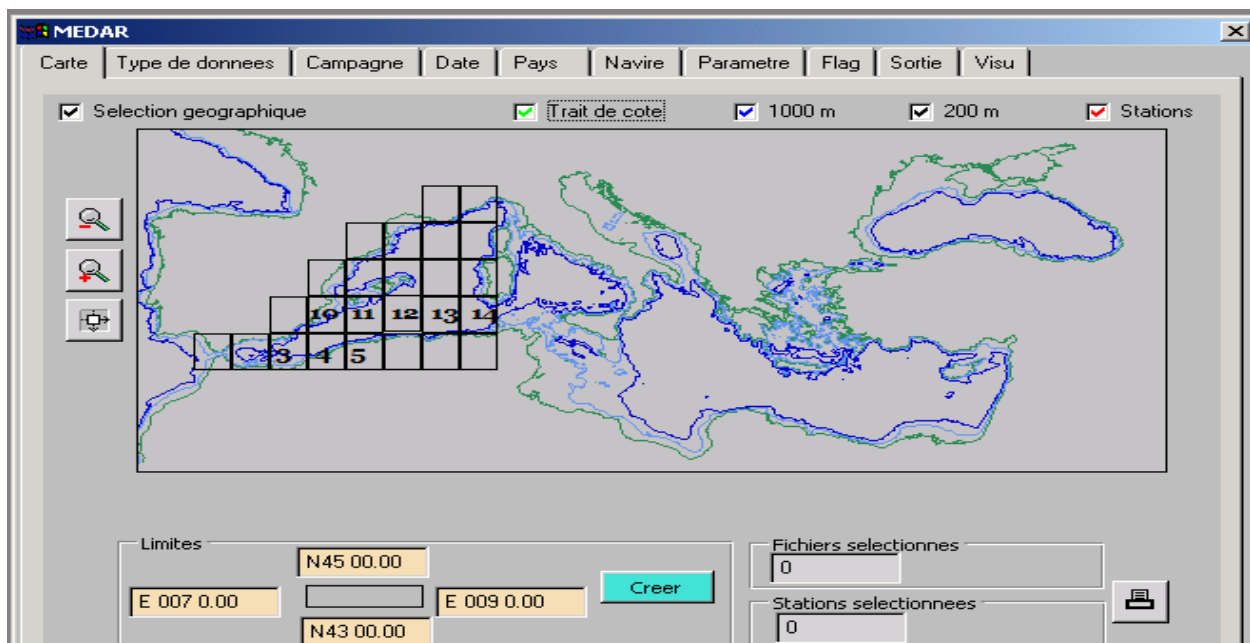 MEDAR
Carte Type de donnees Campagne Date Pays Navire Parametre Flag Sortie Visu
Selection geographique Trait de cote 1000 m 200 m Stations
10 11 12 13 14
3 4 5
Limites
N45 00.00
E 007 0.00 E 009 0.00
N43 00.00
Creer
Fichiers selectionnes
0
Stations selectionnees
0